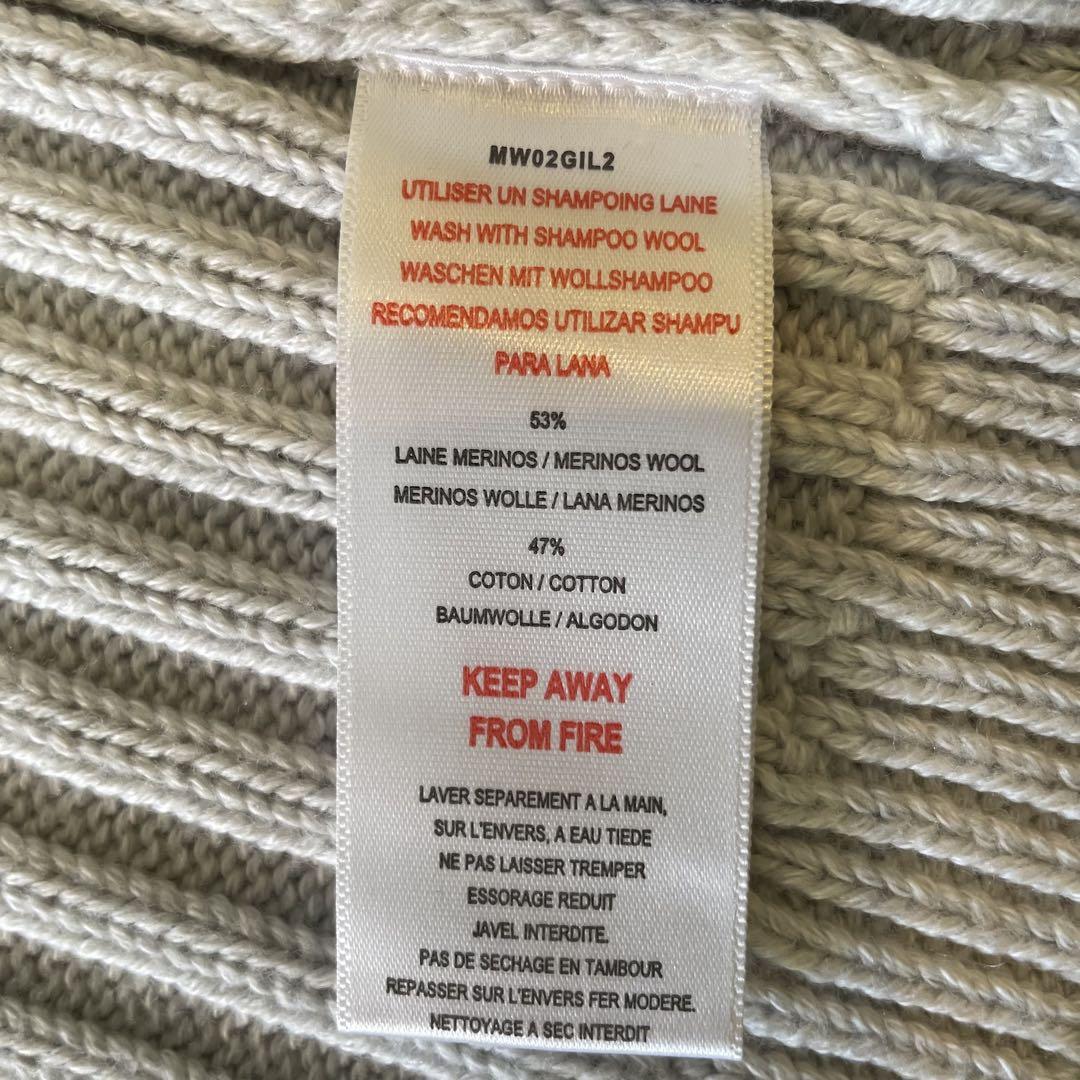 MW02GIL2
UTILISER UN SHAMPOING LAINE
WASH WITH SHAMPOO WOOL
WASCHEN MIT WOLLSHAMPOO
RECOMENDAMOS UTILIZAR SHAMPU
PARA LANA
53%
LAINE MERINOS / MERINOS WOOL
MERINOS WOLLE / LANA MERINOS
47%
COTON / COTTON
BAUMWOLLE / ALGODON
KEEP AWAY
FROM FIRE
LAVER SEPAREMENT A LA MAIN,
SUR L'ENVERS, A EAU TIEDE
NE PAS LAISSER TREMPER
ESSORAGE REDUIT
JAVEL INTERDITE.
PAS DE SECHAGE EN TAMBOUR
REPASSER SUR L'ENVERS FER MODERE.
NETTOYAGE A SEC INTERDIT